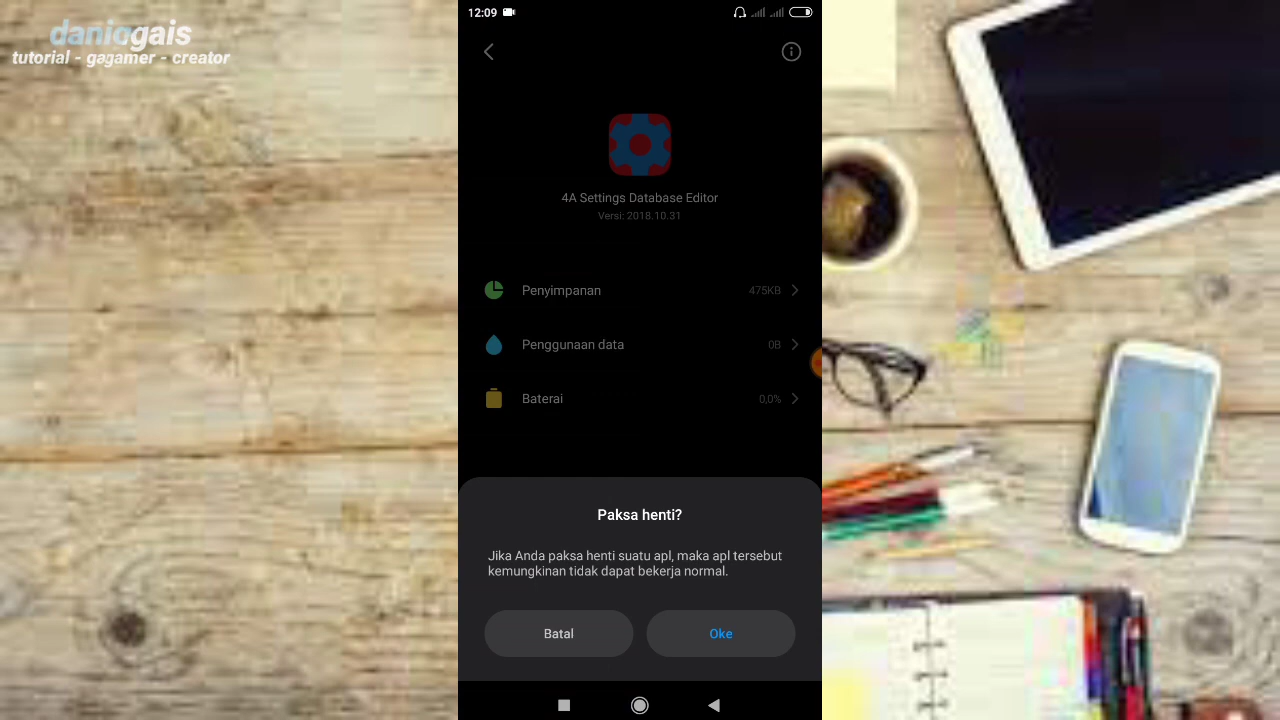 daniogais
tutorial - gagamer - creator
12:09
4A Settings Database Editor
Versi: 2018.10.31
Penyimpanan 475KB
Penggunaan data 0B
Baterai 0,0%
Paksa henti?
Jika Anda paksa henti suatu apl, maka apl tersebut
kemungkinan tidak dapat bekerja normal.
Batal Oke